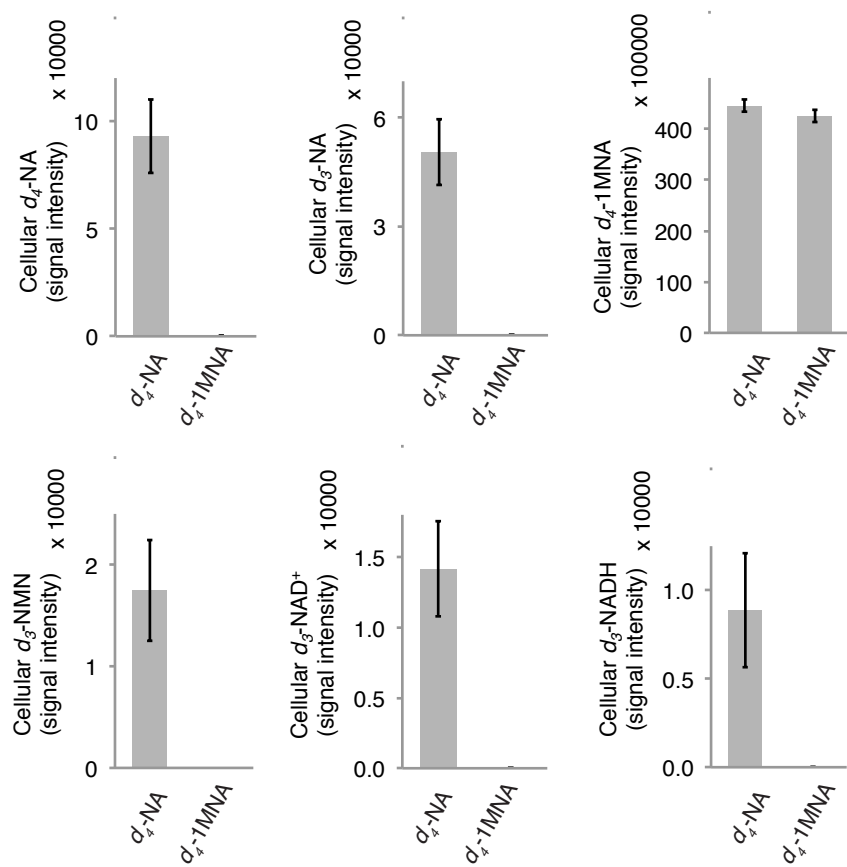 Cellular d4-NA
(signal intensity)
x 10000
10
5
0
d4-NA
d4-1MNA
Cellular d3-NA
(signal intensity)
x 10000
6
3
0
d4-NA
d4-1MNA
Cellular d4-1MNA
(signal intensity)
x 100000
400
300
200
100
0
d4-NA
d4-1MNA
Cellular d3-NMN
(signal intensity)
x 10000
2
1
0
d4-NA
d4-1MNA
Cellular d3-NAD+
(signal intensity)
x 10000
1.5
1.0
0.5
0.0
d4-NA
d4-1MNA
Cellular d3-NADH
(signal intensity)
x 10000
1.0
0.5
0.0
d4-NA
d4-1MNA